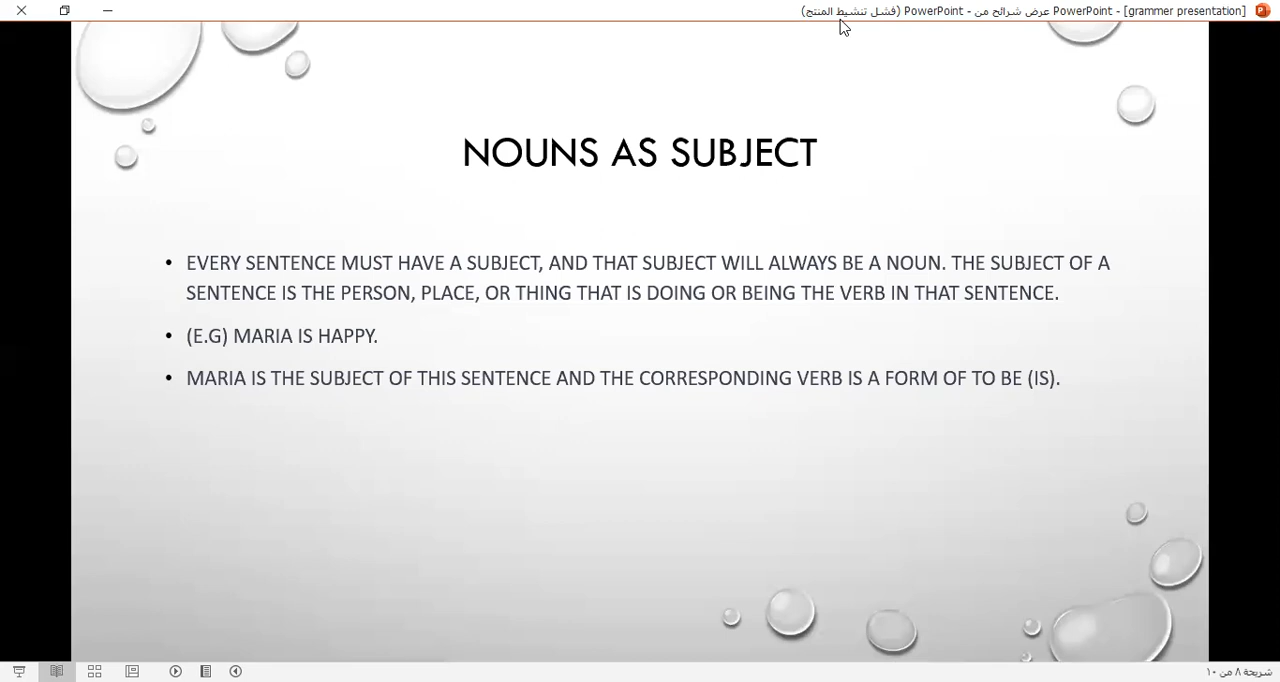 [grammer presentation] - PowerPoint عرض شرائح من - PowerPoint (فشل تنشيط المنتج)
NOUNS AS SUBJECT
• EVERY SENTENCE MUST HAVE A SUBJECT, AND THAT SUBJECT WILL ALWAYS BE A NOUN. THE SUBJECT OF A
SENTENCE IS THE PERSON, PLACE, OR THING THAT IS DOING OR BEING THE VERB IN THAT SENTENCE.
• (E.G) MARIA IS HAPPY.
• MARIA IS THE SUBJECT OF THIS SENTENCE AND THE CORRESPONDING VERB IS A FORM OF TO BE (IS).
شريحة ٨ من ١٠